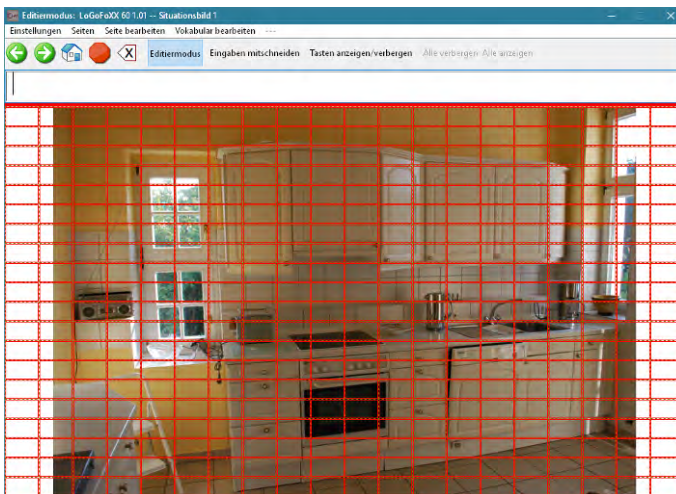 Editiermodus: LoGoFoXX 60 1.01 -- Situationsbild 1
Einstellungen Seiten Seite bearbeiten Vokabular bearbeiten ---
X Editiermodus Eingaben mitschneiden Tasten anzeigen/verbergen Alle verbergen Alle anzeigen